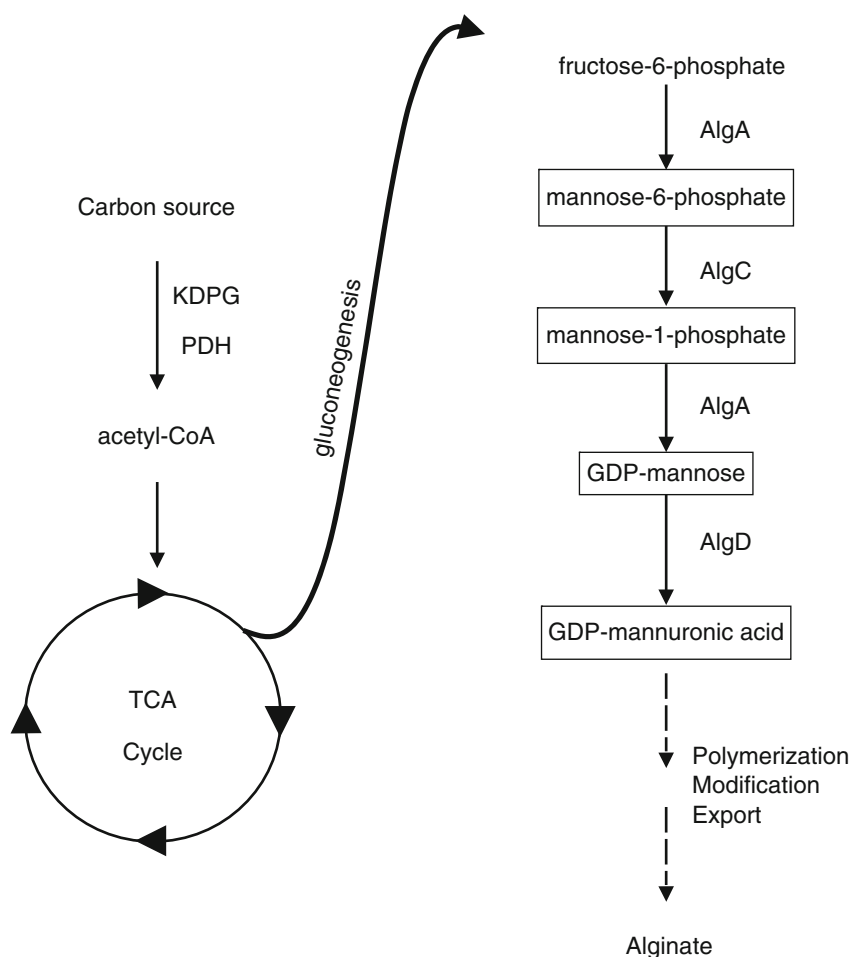 Carbon source
KDPG
PDH
acetyl-CoA
TCA
Cycle
gluconeogenesis
fructose-6-phosphate
AlgA
mannose-6-phosphate
AlgC
mannose-1-phosphate
AlgA
GDP-mannose
AlgD
GDP-mannuronic acid
Polymerization
Modification
Export
Alginate